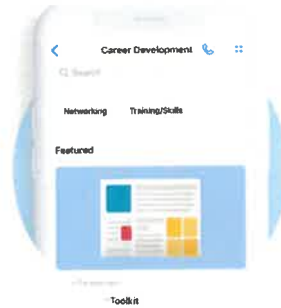 Career Development
Search
Networking Training/Skills
Featured
Toolkit